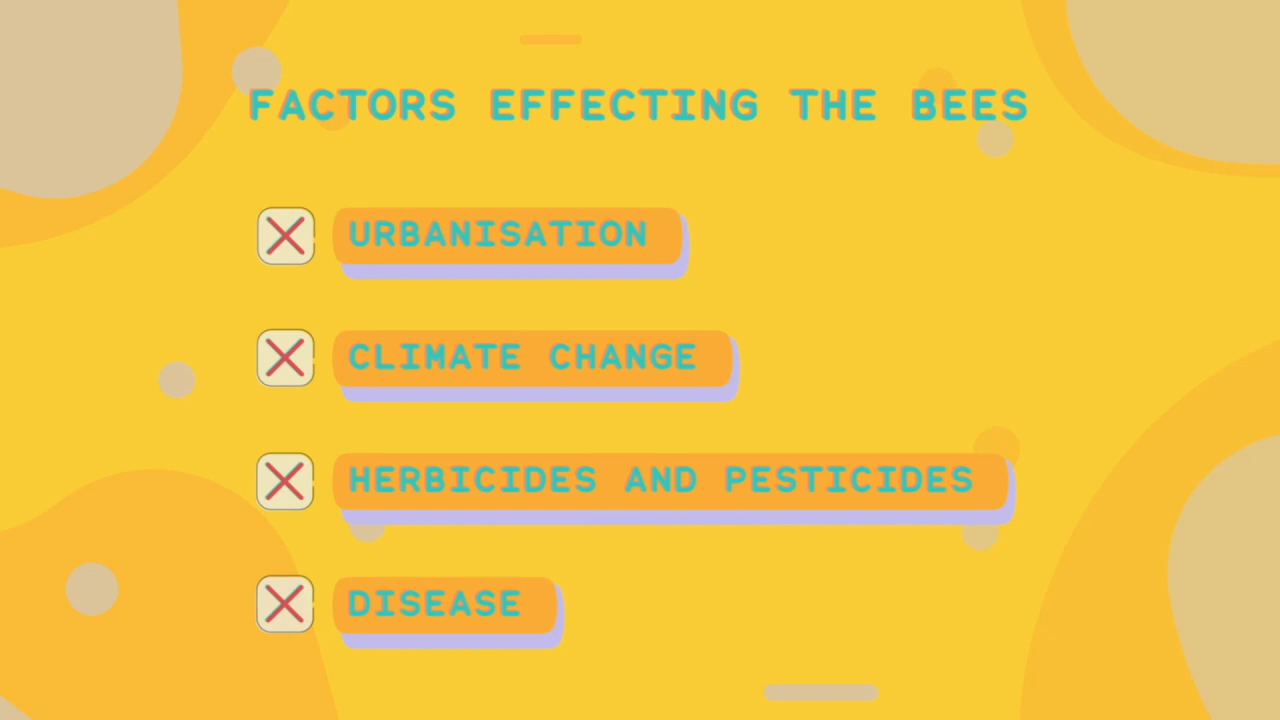 FACTORS EFFECTING THE BEES
URBANISATION
CLIMATE CHANGE
HERBICIDES AND PESTICIDES
DISEASE